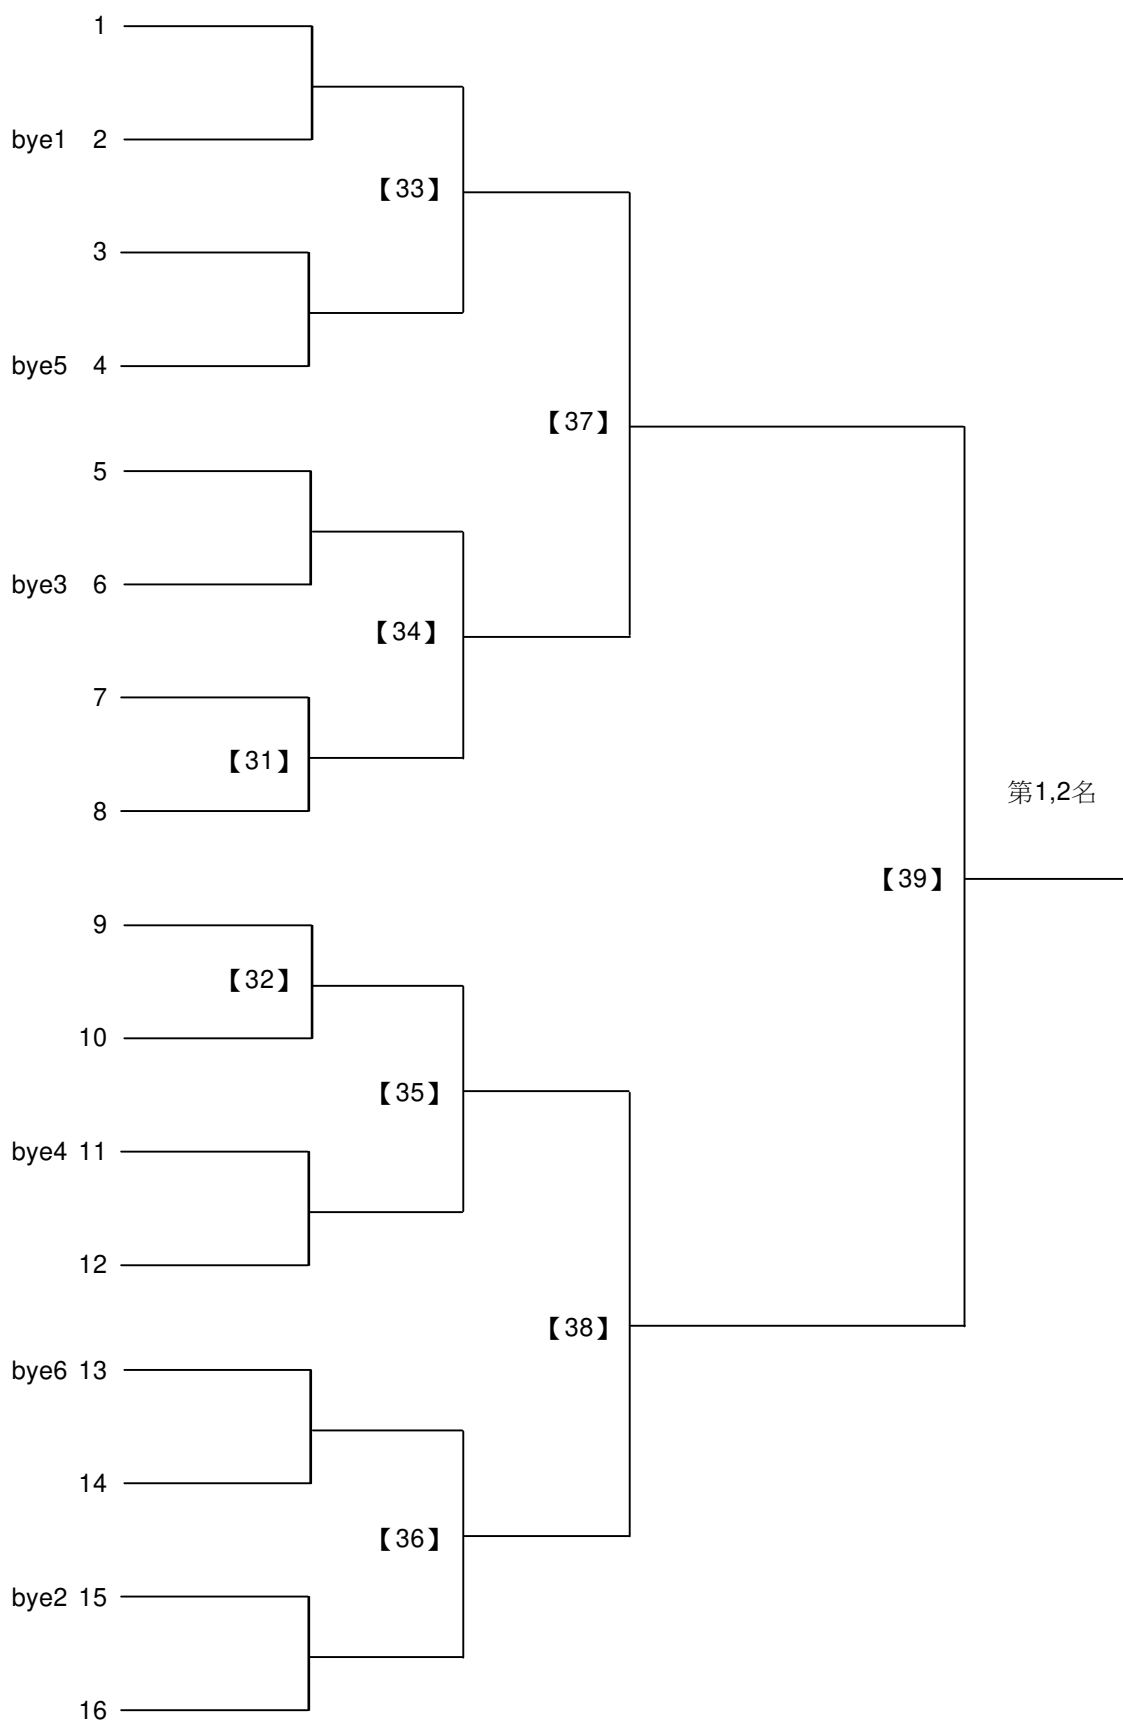 1
bye1 2
【33】
3
bye5 4
【37】
5
bye3 6
【34】
7
【31】
8
第1,2名
【39】
9
【32】
10
【35】
bye4 11
12
【38】
bye6 13
14
【36】
bye2 15
16